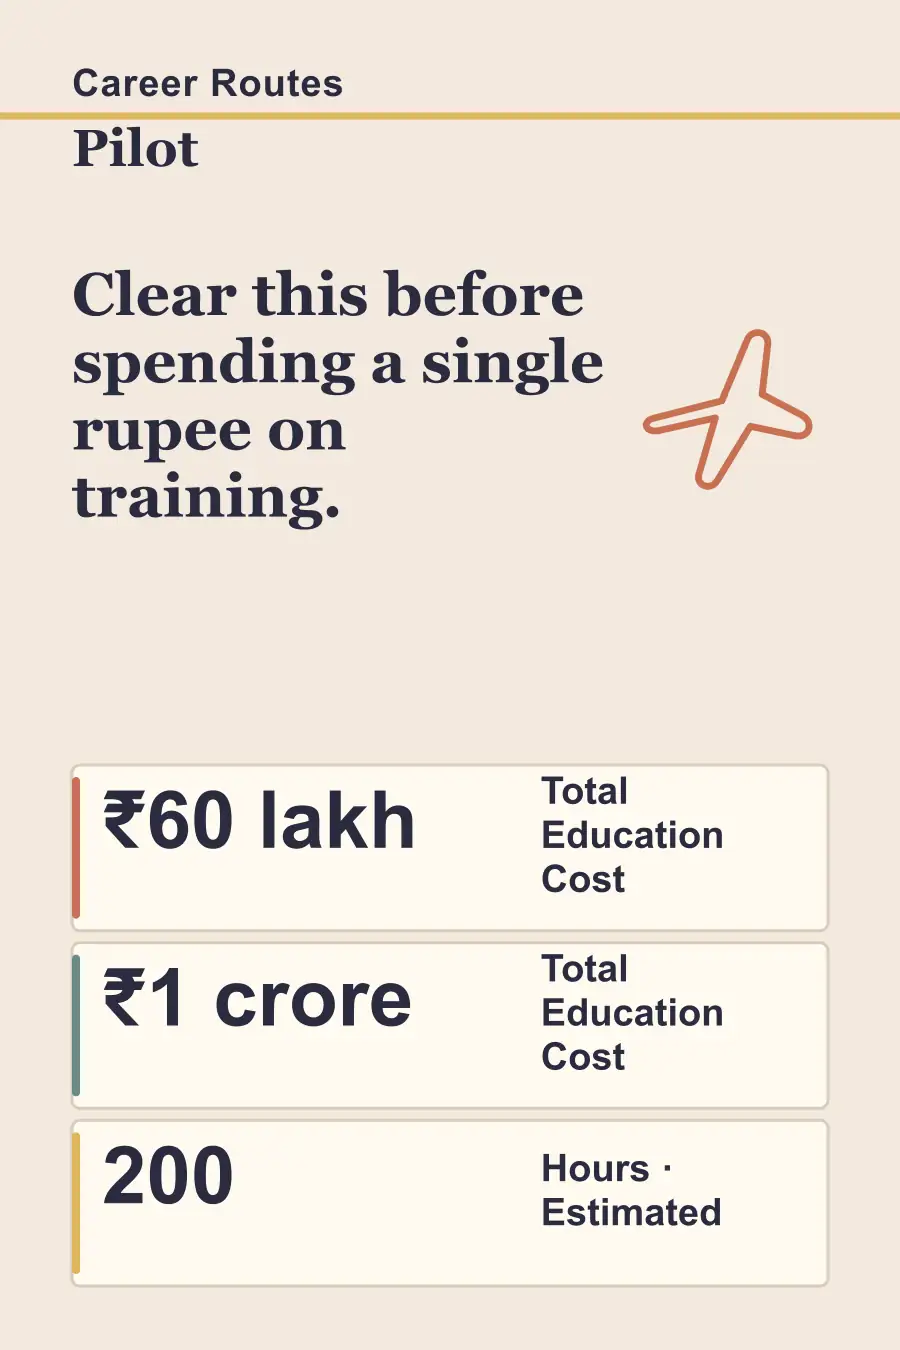 Career Routes
Pilot
Clear this before
spending a single
rupee on
training.
₹60 lakh
Total
Education
Cost
₹1 crore
Total
Education
Cost
200
Hours ·
Estimated